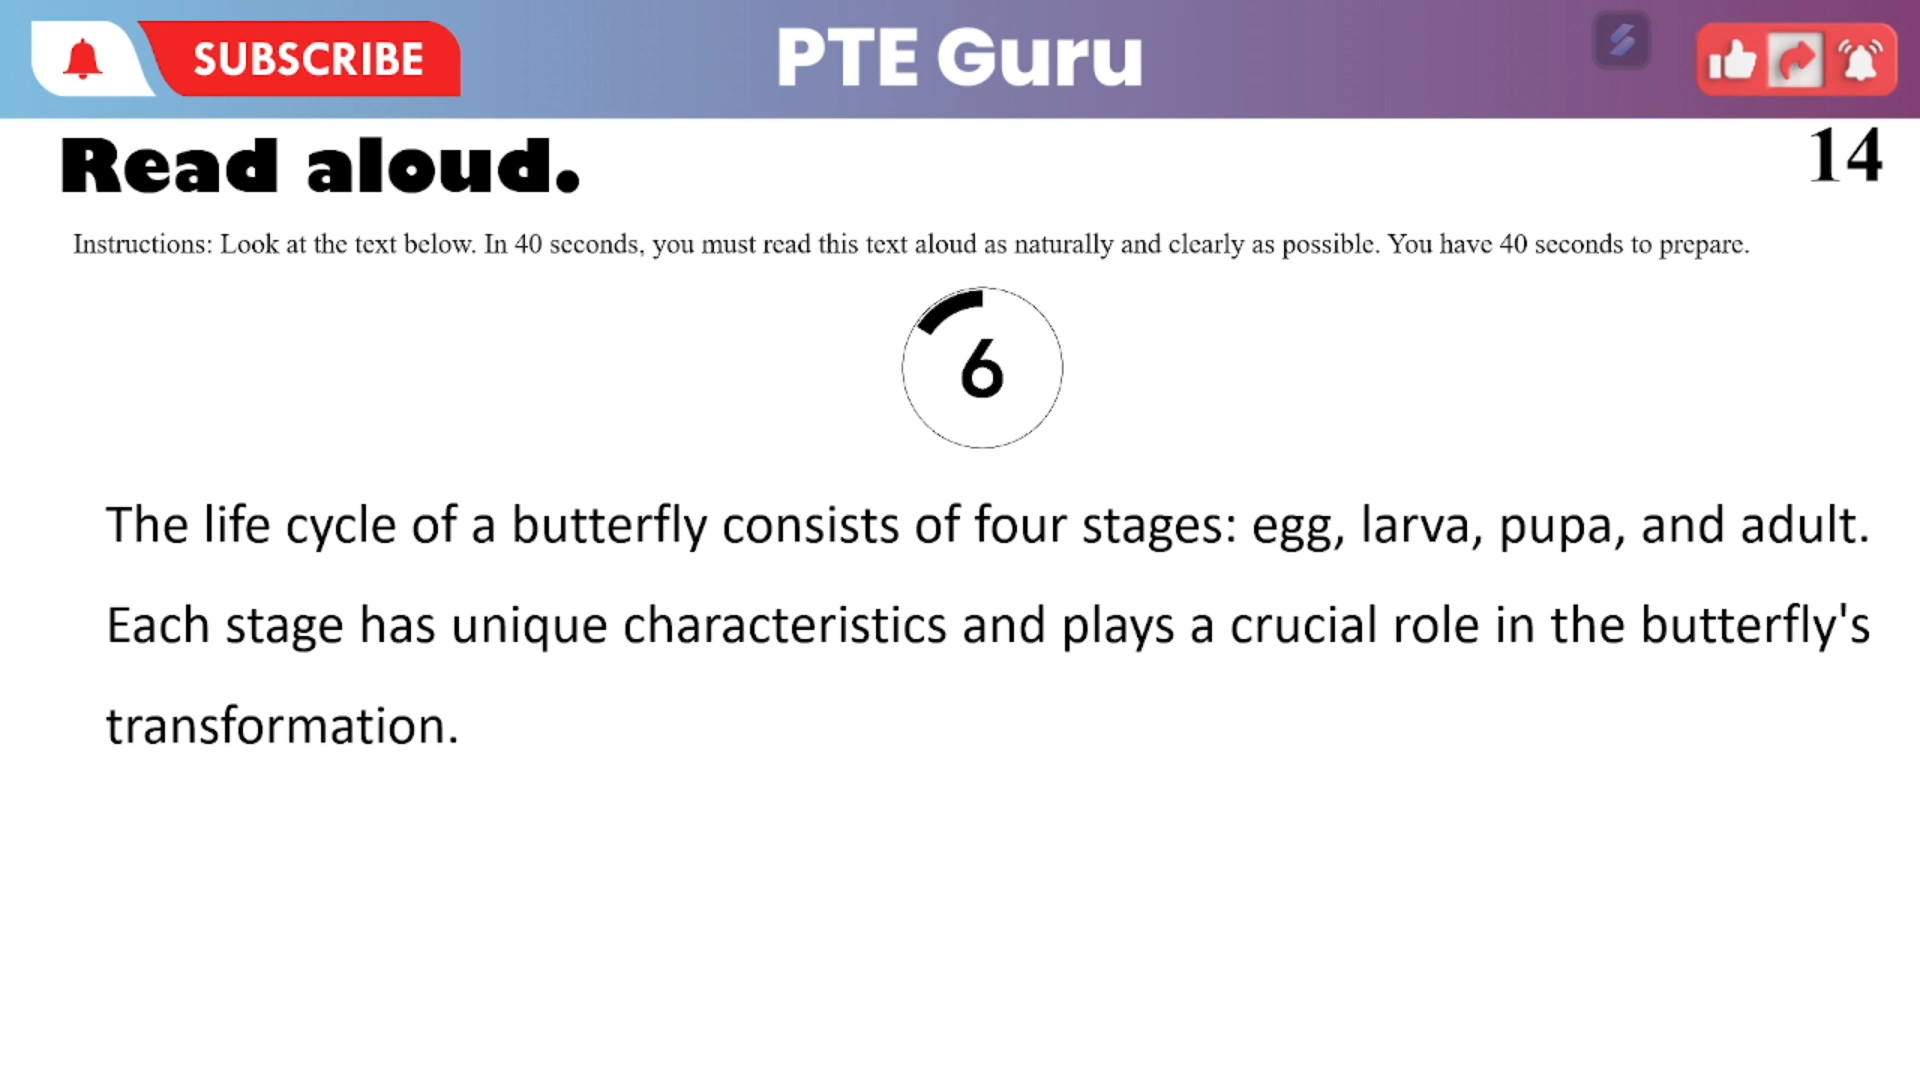 SUBSCRIBE
PTE Guru
Read aloud.
14
Instructions: Look at the text below. In 40 seconds, you must read this text aloud as naturally and clearly as possible. You have 40 seconds to prepare.
6
The life cycle of a butterfly consists of four stages: egg, larva, pupa, and adult.
Each stage has unique characteristics and plays a crucial role in the butterfly's
transformation.